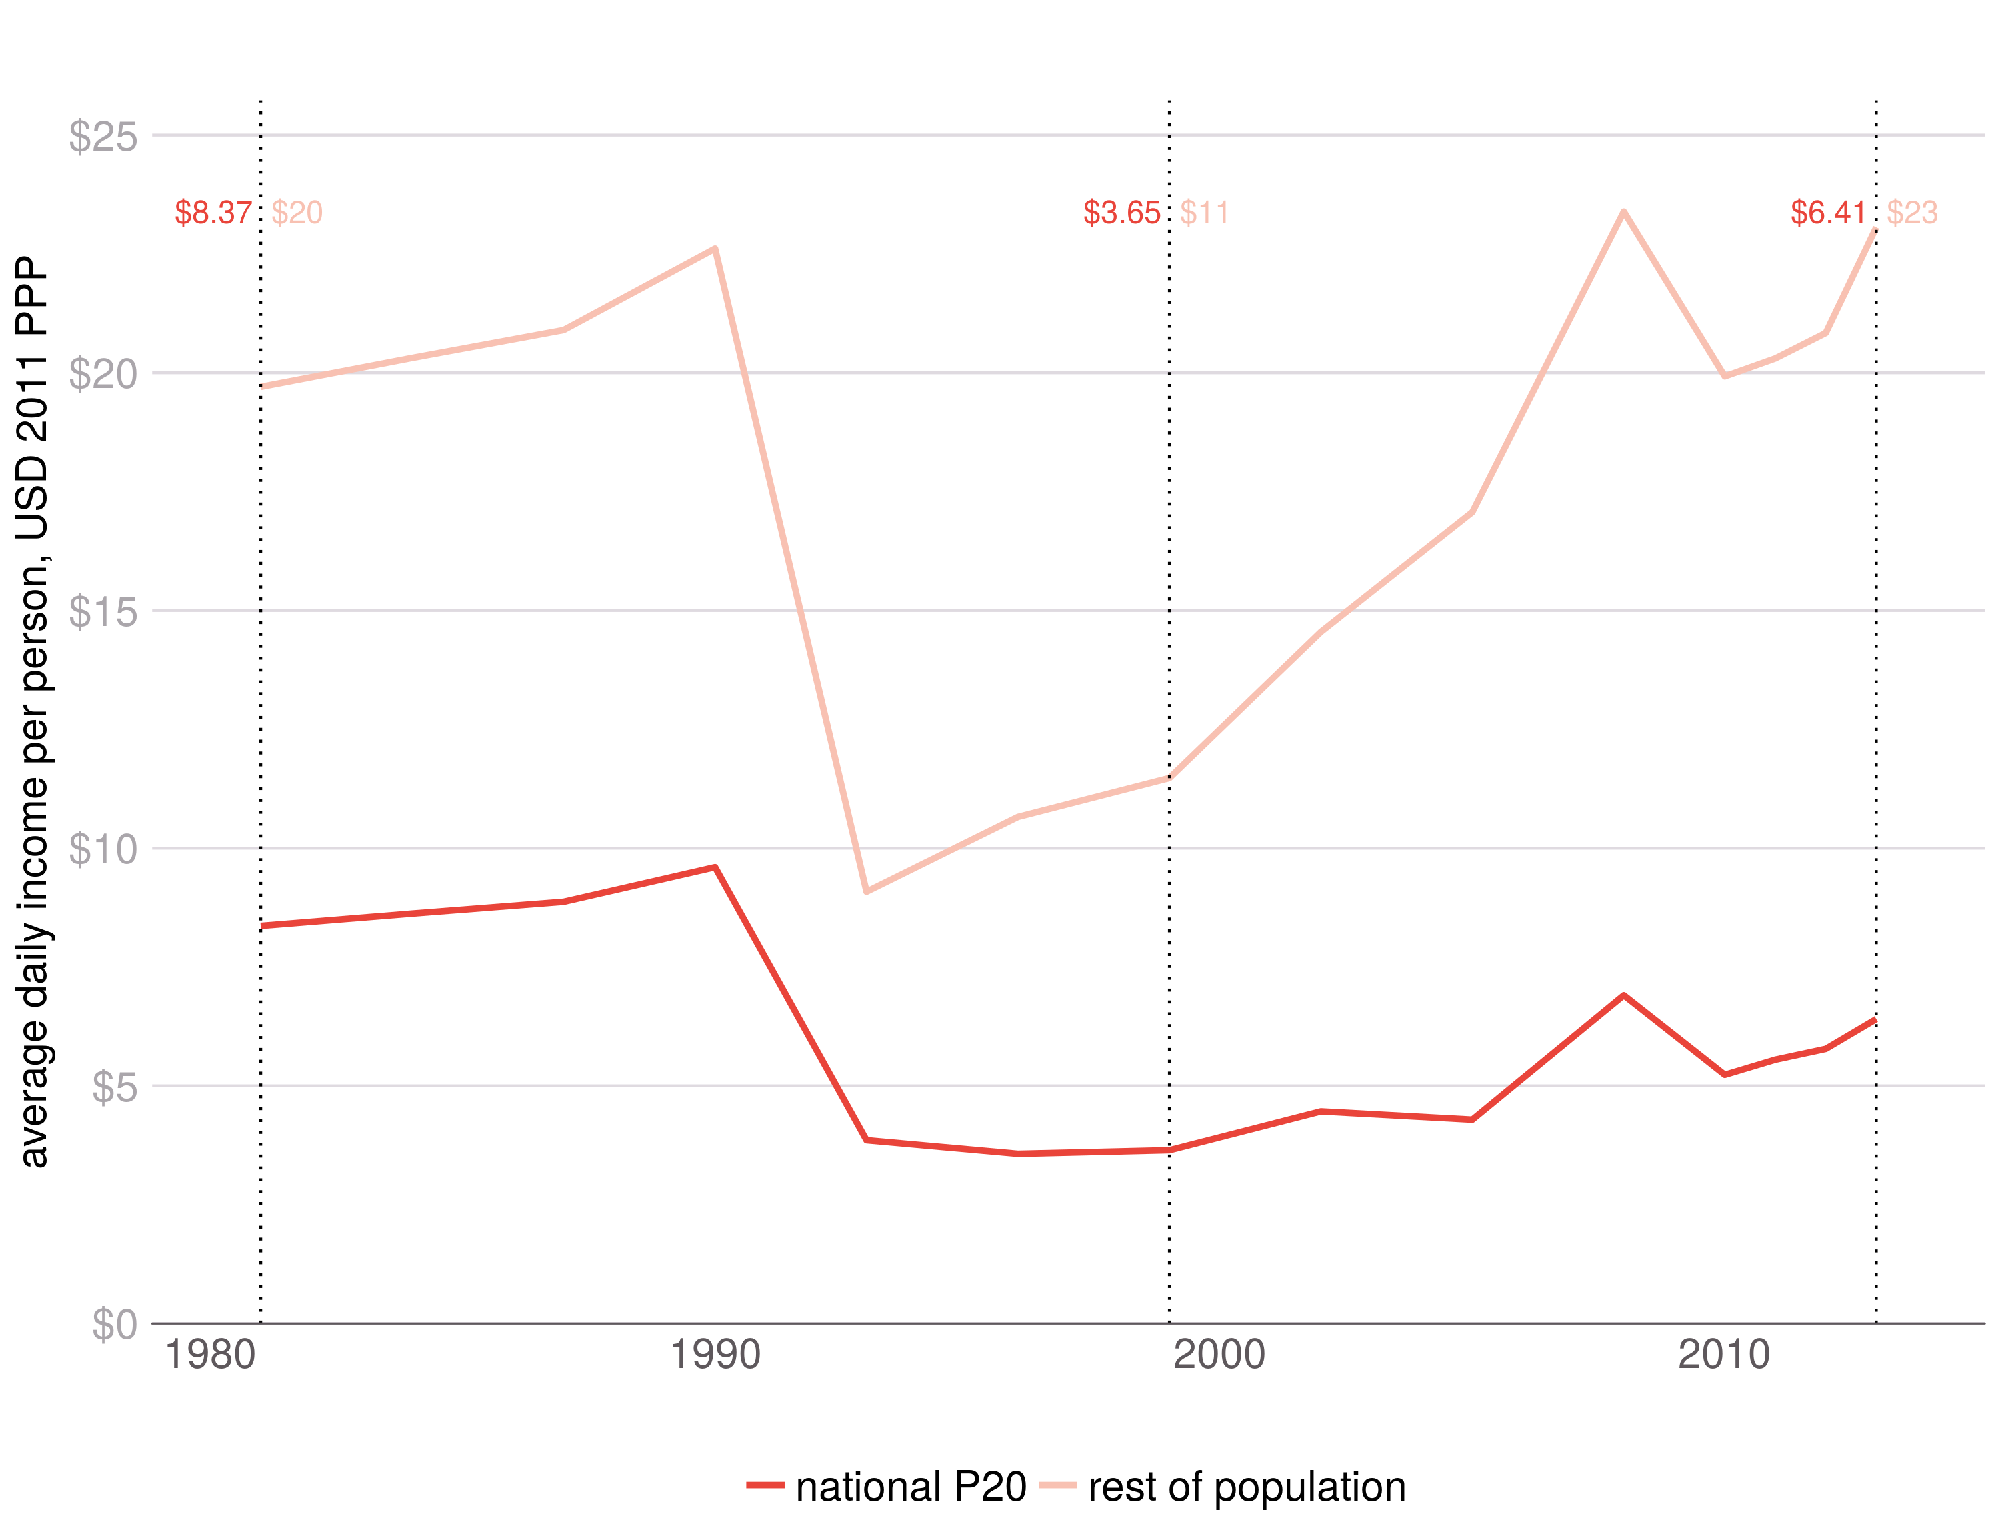 $25
$8.37 $20 $3.65 $11 $6.41 $23
average daily income per person, USD 2011 PPP
$20
$15
$10
$5
$0
1980 1990 2000 2010
national P20 rest of population